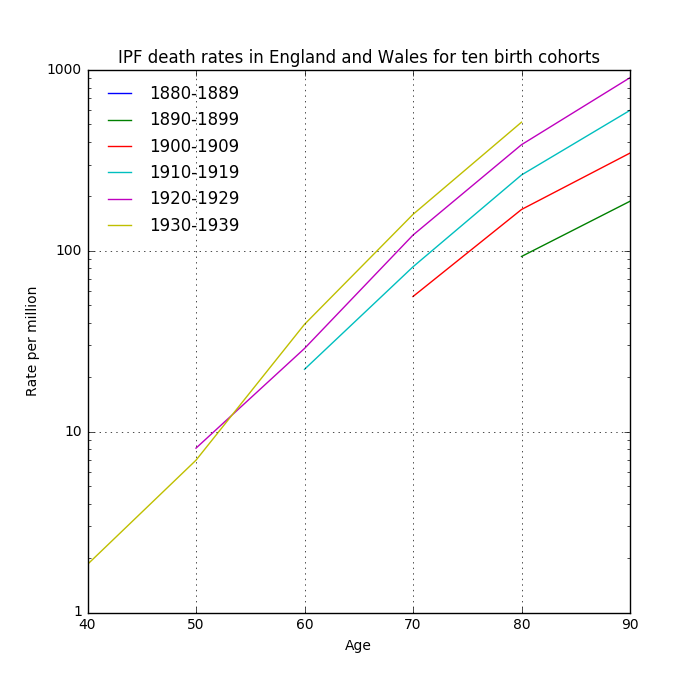 IPF death rates in England and Wales for ten birth cohorts
1000
100
10
1
Rate per million
1880-1889
1890-1899
1900-1909
1910-1919
1920-1929
1930-1939
40 50 60 70 80 90
Age